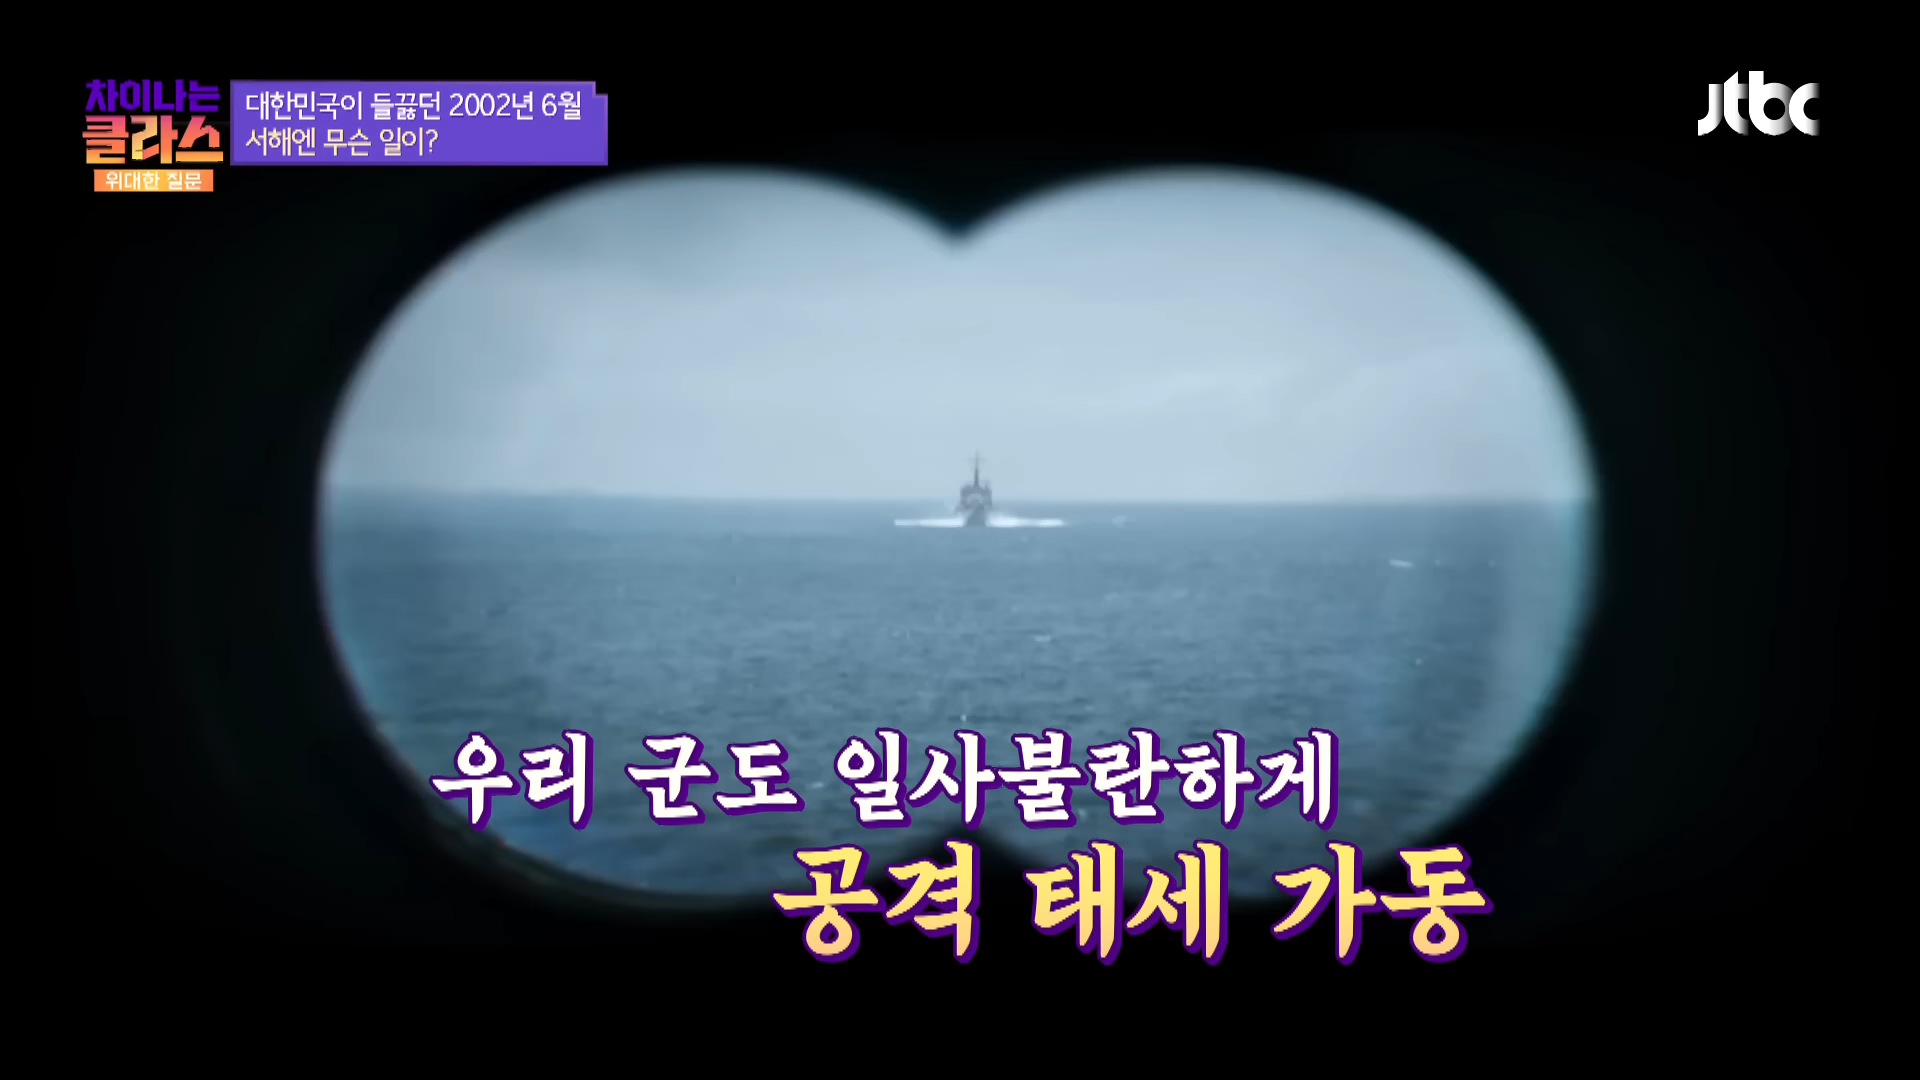 차이나는
클라스
위대한 질문
대한민국이 들끓던 2002년 6월
서해엔 무슨 일이?
jtbc
우리 군도 일사불란하게
공격 태세 가동